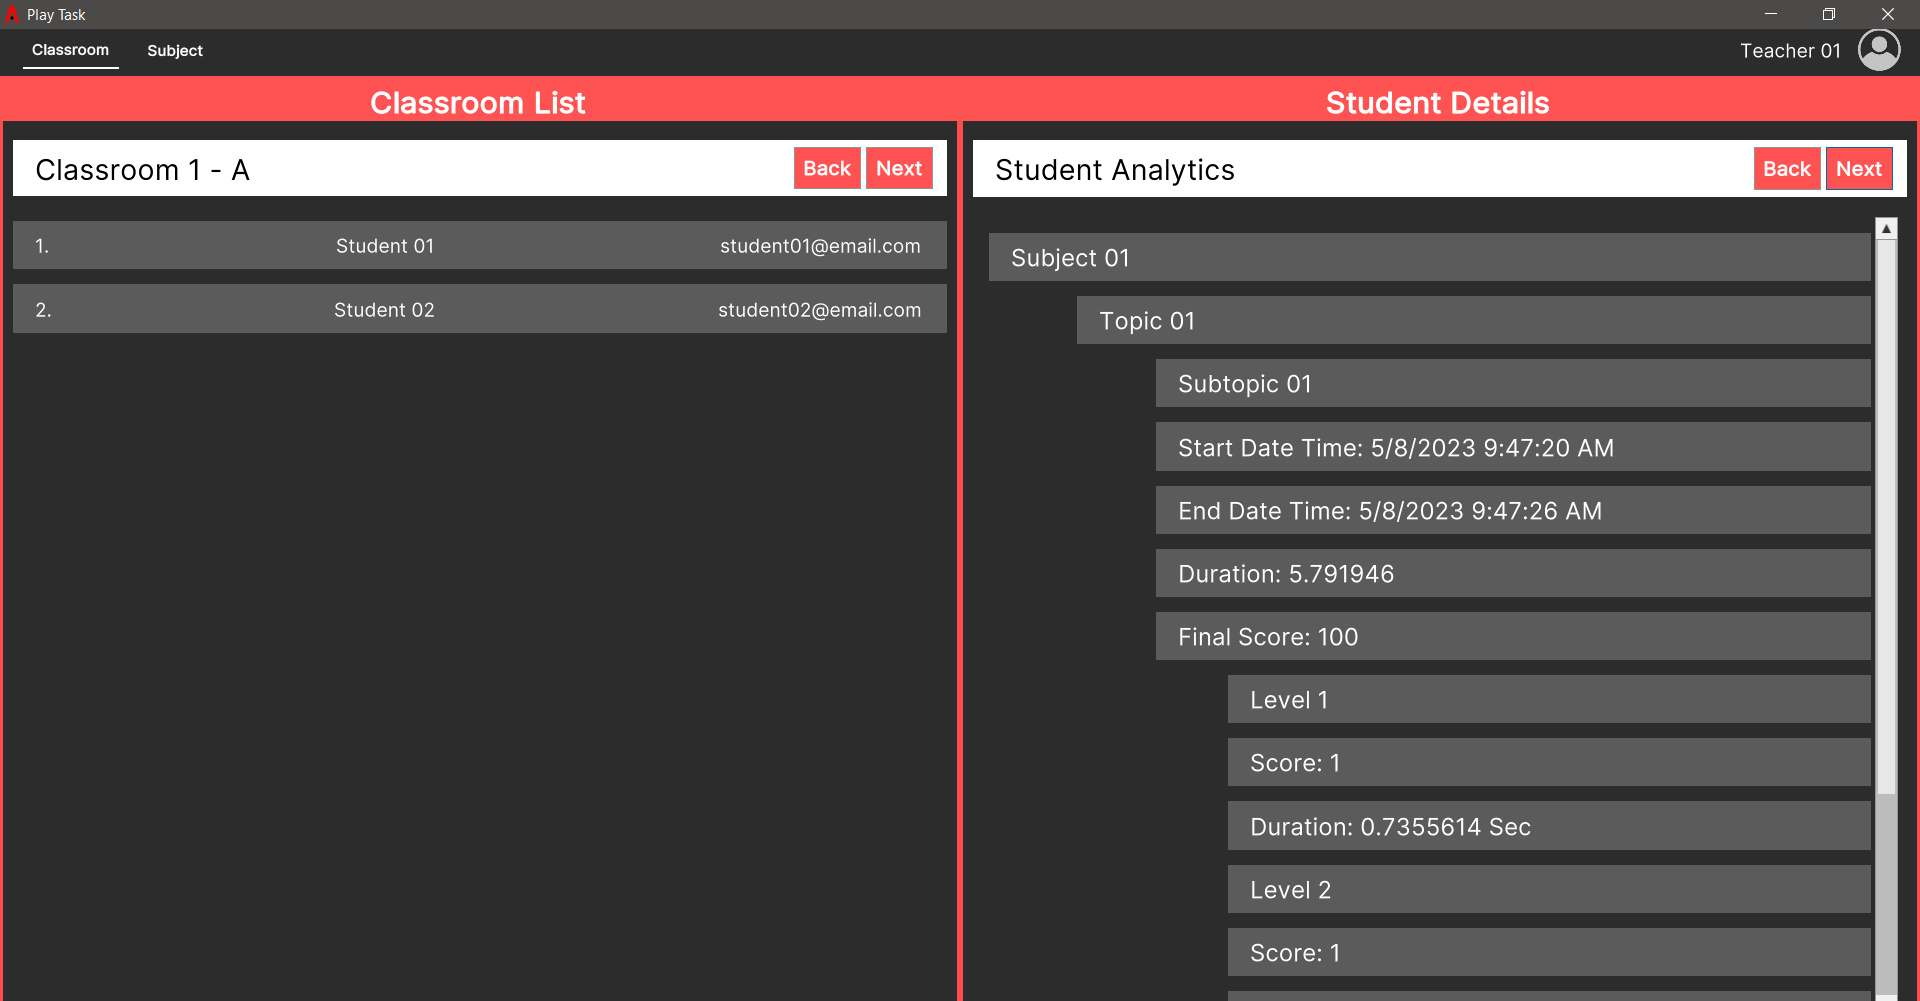 Play Task
Classroom Subject
Teacher 01
Classroom List
Classroom 1 - A
Back Next
1. Student 01 student01@email.com
2. Student 02 student02@email.com
Student Details
Student Analytics
Back Next
Subject 01
Topic 01
Subtopic 01
Start Date Time: 5/8/2023 9:47:20 AM
End Date Time: 5/8/2023 9:47:26 AM
Duration: 5.791946
Final Score: 100
Level 1
Score: 1
Duration: 0.7355614 Sec
Level 2
Score: 1